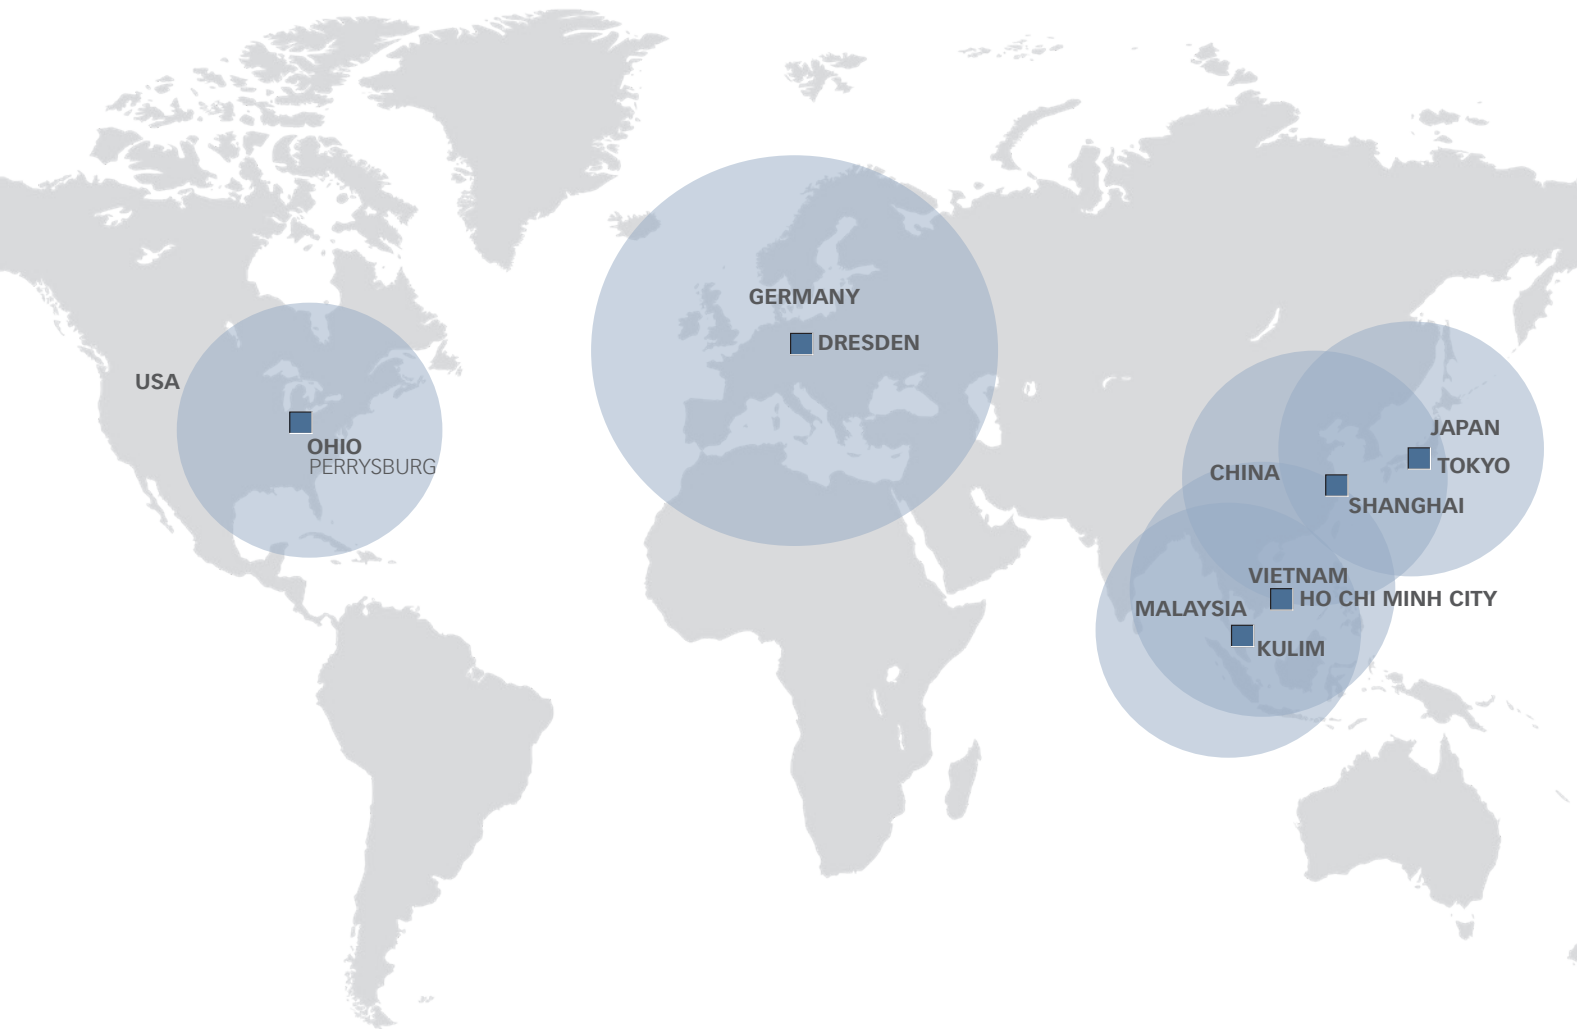 GERMANY
DRESDEN
USA
OHIO
PERRYSBURG
JAPAN
TOKYO
CHINA
SHANGHAI
VIETNAM
HO CHI MINH CITY
MALAYSIA
KULIM